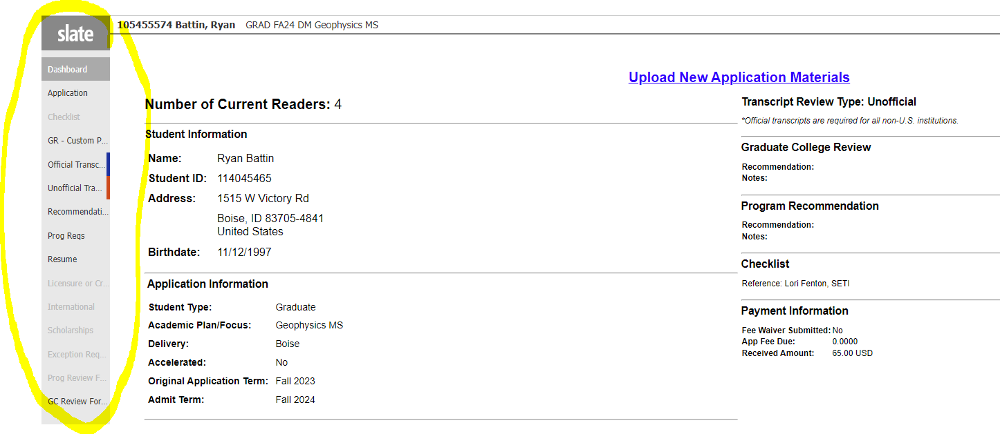 slate
105455574 Battin, Ryan GRAD FA24 DM Geophysics MS
Dashboard
Application
Checklist
GR - Custom P...
Official Transc...
Unofficial Tra...
Recommendati...
Prog Reqs
Resume
Licensure or Cr...
International
Scholarships
Exception Req...
Prog Review F...
GC Review For...
Upload New Application Materials
Number of Current Readers: 4
Student Information
Name: Ryan Battin
Student ID: 114045465
Address: 1515 W Victory Rd
Boise, ID 83705-4841
United States
Birthdate: 11/12/1997
Application Information
Student Type: Graduate
Academic Plan/Focus: Geophysics MS
Delivery: Boise
Accelerated: No
Original Application Term: Fall 2023
Admit Term: Fall 2024
Transcript Review Type: Unofficial
*Official transcripts are required for all non-U.S. institutions.
Graduate College Review
Recommendation:
Notes:
Program Recommendation
Recommendation:
Notes:
Checklist
Reference: Lori Fenton, SETI
Payment Information
Fee Waiver Submitted: No
App Fee Due: 0.0000
Received Amount: 65.00 USD